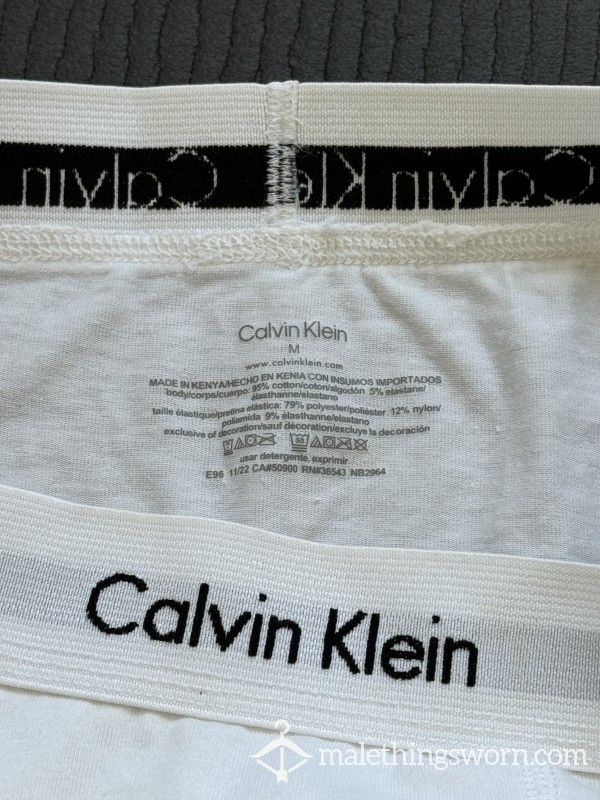 Calvin Calvin Kle
Calvin Klein
M
www.calvinklein.com
MADE IN KENYA/HECHO EN KENIA CON INSUMOS IMPORTADOS
body/corps/cuerpo: 95% cotton/coton/algodón 5% elastane/
élasthanne/elastano
taille élastique/pretina elástica: 79% polyester/poliéster 12% nylon/
poliamida 9% élasthanne/elastano
exclusive of decoration/sauf décoration/excluye la decoración
30
usar detergente, exprimir
E96 11/22 CA#50900 RN#36543 NB2964
Calvin Klein
malethingsworn.com